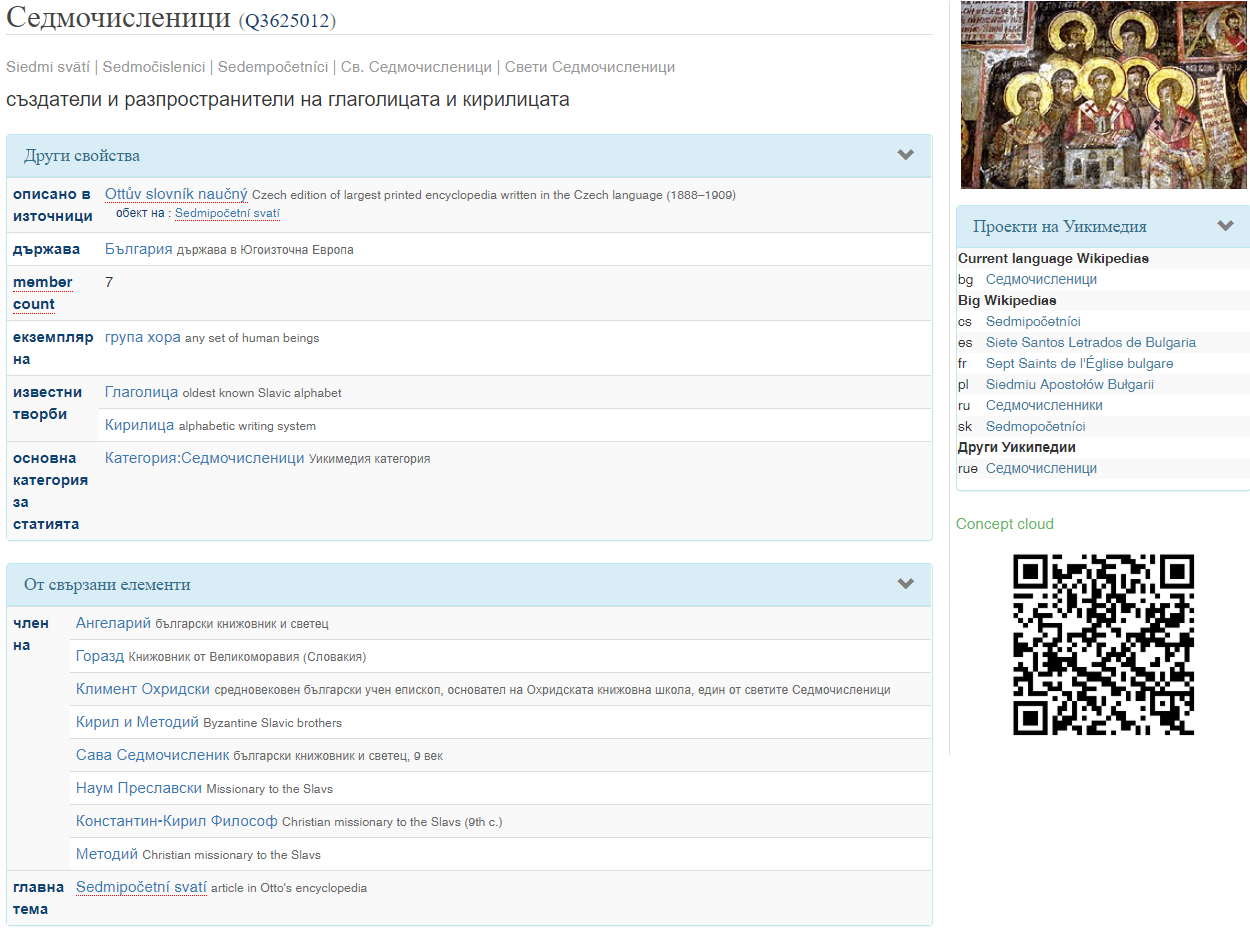 Седмочисленици (Q3625012)
Siedmi svätí | Sedmočislenici | Sedempočetníci | Св. Седмочисленици | Свети Седмочисленици
създатели и разпространители на глаголицата и кирилицата
Други свойства
описано в източници
Ottův slovník naučný Czech edition of largest printed encyclopedia written in the Czech language (1888–1909)
обект на : Sedmipočetní svatí
държава България държава в Югоизточна Европа
member count 7
екземпляр на група хора any set of human beings
известни творби Глаголица oldest known Slavic alphabet
Кирилица alphabetic writing system
основна категория за статията Категория:Седмочисленици Уикимедия категория
От свързани елементи
член на
Ангеларий български книжовник и светец
Горазд Книжовник от Великоморавия (Словакия)
Климент Охридски средновековен български учен епископ, основател на Охридската книжовна школа, един от светите Седмочисленици
Кирил и Методий Byzantine Slavic brothers
Сава Седмочисленик български книжовник и светец, 9 век
Наум Преславски Missionary to the Slavs
Константин-Кирил Философ Christian missionary to the Slavs (9th c.)
Методий Christian missionary to the Slavs
главна тема Sedmipočetní svatí article in Otto's encyclopedia
Проекти на Уикимедия
Current language Wikipedias
bg Седмочисленици
Big Wikipedias
cs Sedmipočetníci
es Siete Santos Letrados de Bulgaria
fr Sept Saints de l'Église bulgare
pl Siedmiu Apostołów Bułgarii
ru Седмочисленники
sk Sedmopočetníci
Други Уикипедии
rue Седмочисленици
Concept cloud